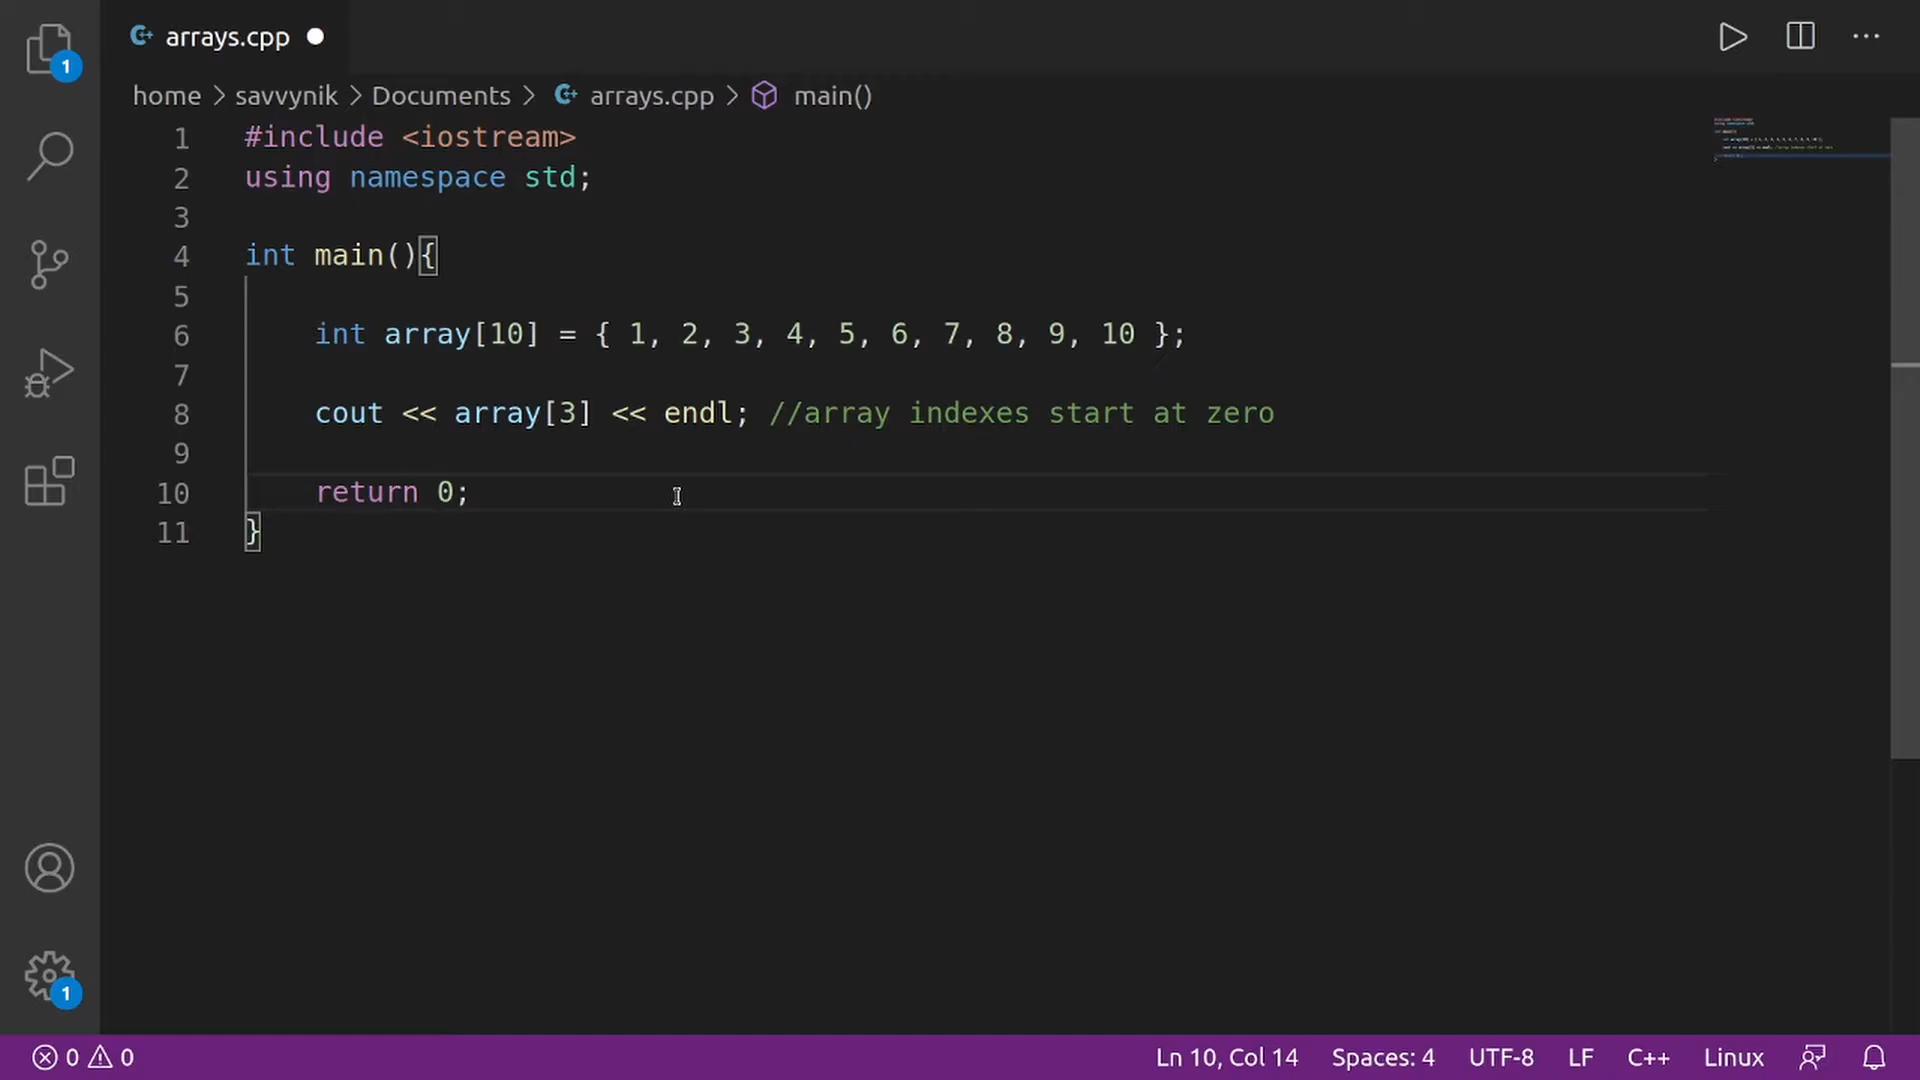 arrays.cpp
1
home > savvynik > Documents > arrays.cpp > main()
1 #include <iostream>
2 using namespace std;
3
4 int main(){
5
6 int array[10] = { 1, 2, 3, 4, 5, 6, 7, 8, 9, 10 };
7
8 cout << array[3] << endl; //array indexes start at zero
9
10 return 0;
11 }
1
0 0 Ln 10, Col 14 Spaces: 4 UTF-8 LF C++ Linux